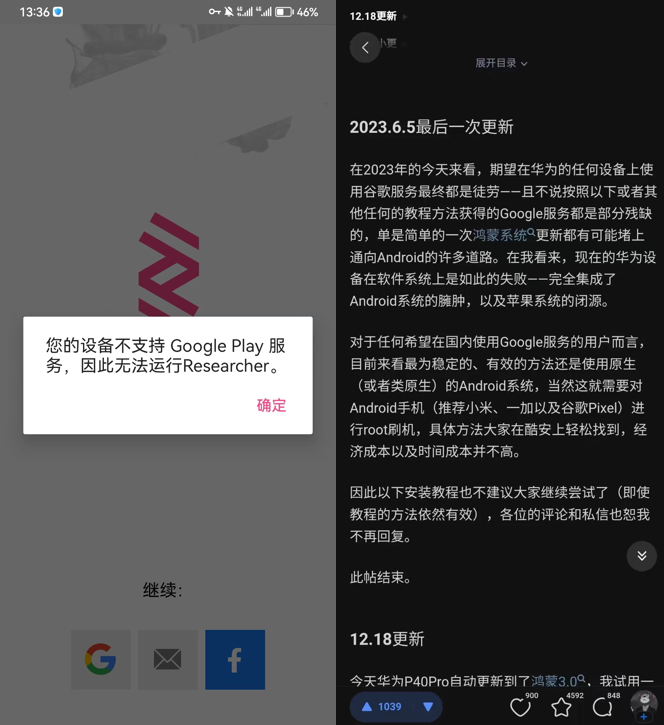 13:36
46%
您的设备不支持 Google Play 服
务，因此无法运行Researcher。
确定
继续：
12.18更新
小更
展开目录
2023.6.5最后一次更新
在2023年的今天来看，期望在华为的任何设备上使
用谷歌服务最终都是徒劳——且不说按照以下或者其
他任何的教程方法获得的Google服务都是部分残缺
的，单是简单的一次鸿蒙系统更新都有可能堵上
通向Android的许多道路。在我看来，现在的华为设
备在软件系统上是如此的失败——完全集成了
Android系统的臃肿，以及苹果系统的闭源。
对于任何希望在国内使用Google服务的用户而言，
目前来看最为稳定的、有效的方法还是使用原生
（或者类原生）的Android系统，当然这就需要对
Android手机（推荐小米、一加以及谷歌Pixel）进
行root刷机，具体方法大家在酷安上轻松找到，经
济成本以及时间成本并不高。
因此以下安装教程也不建议大家继续尝试了（即使
教程的方法依然有效），各位的评论和私信也恕我
不再回复。
此帖结束。
12.18更新
今天华为P40Pro自动更新到了鸿蒙3.0，我试用一
1039
900
4592
848